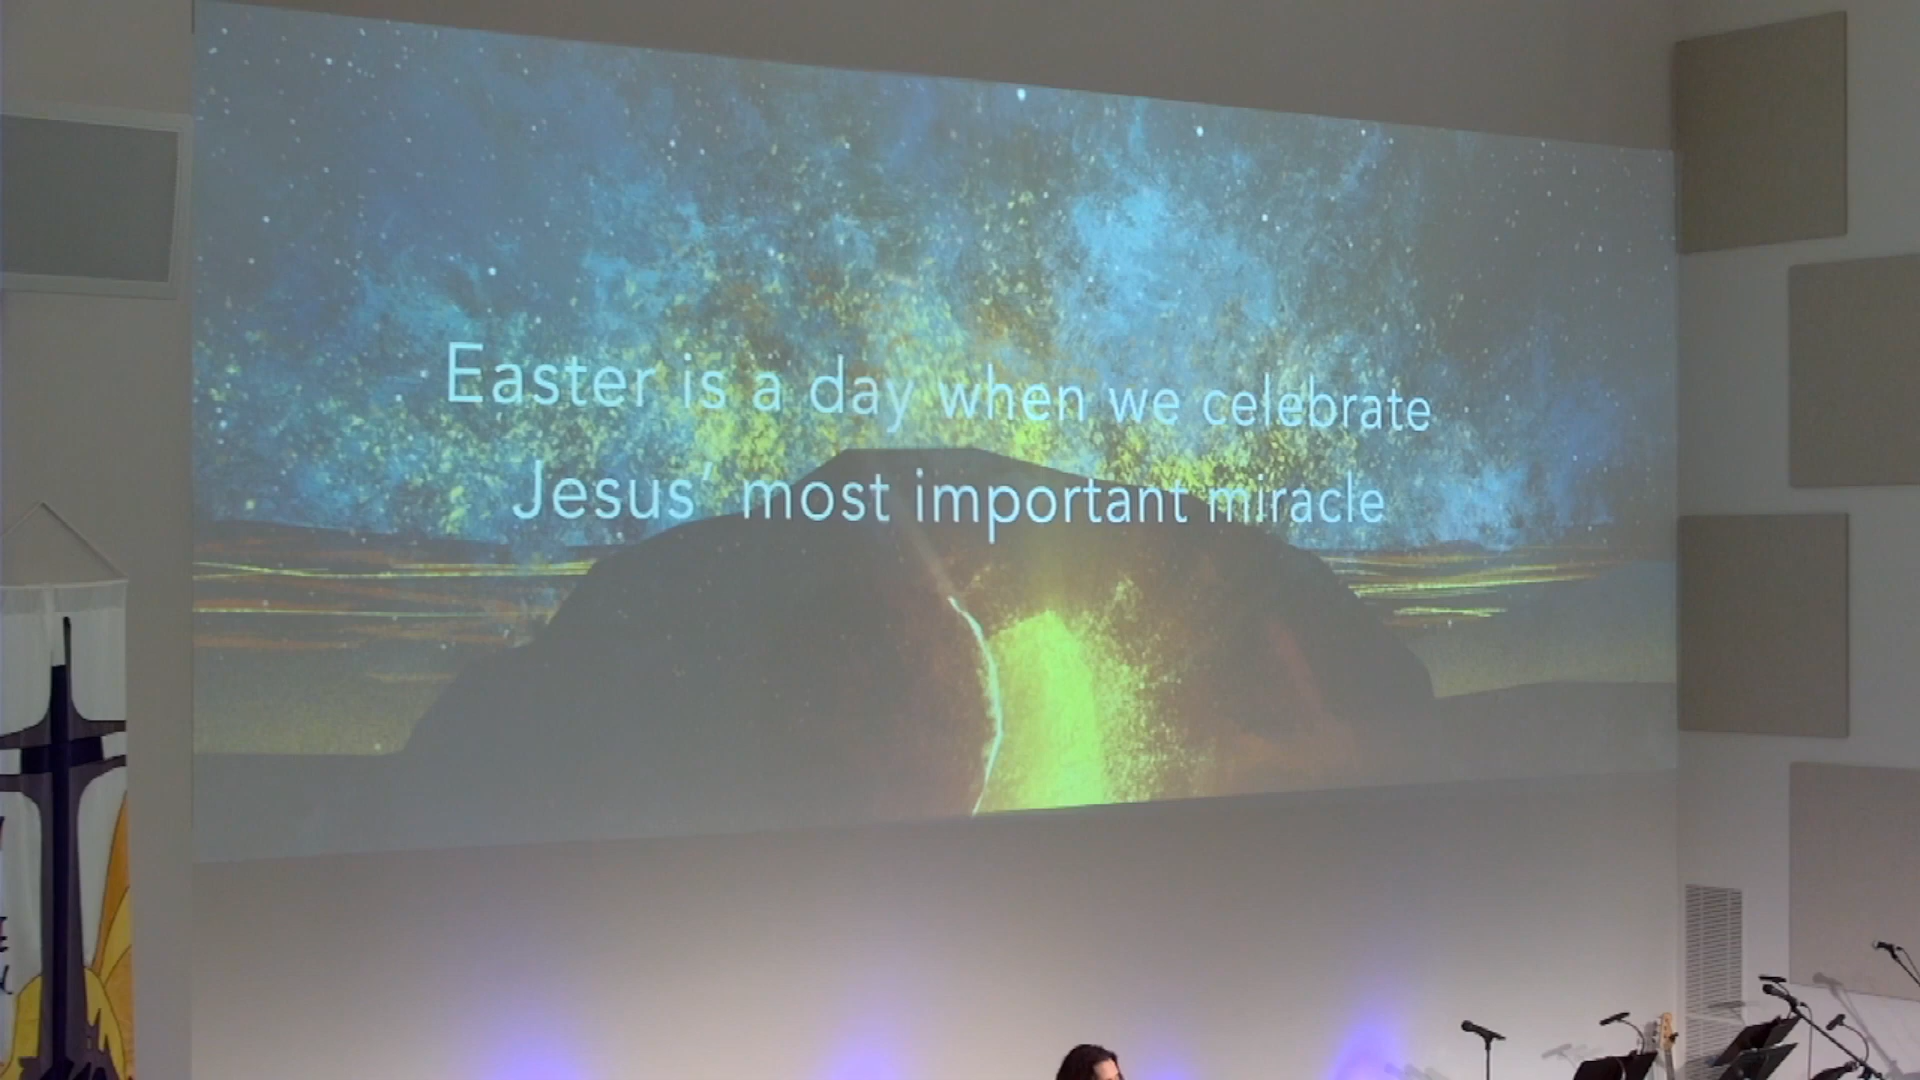 Easter is a day when we celebrate
Jesus' most important miracle